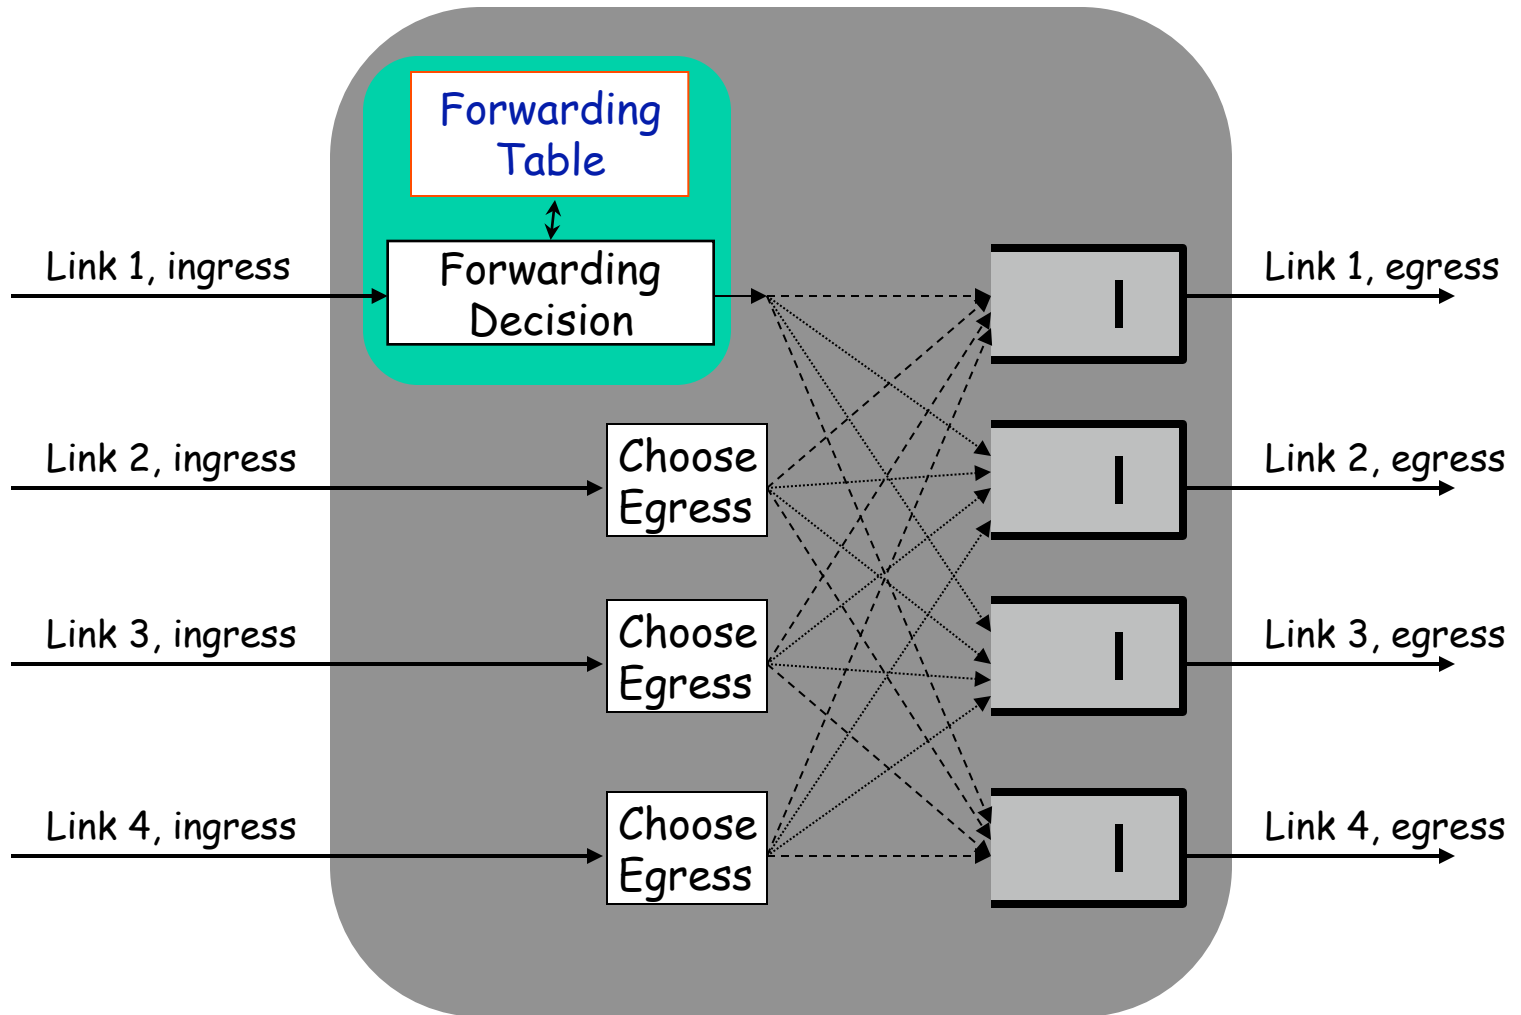 Forwarding
Table
Link 1, ingress
Forwarding
Decision
Link 1, egress
Link 2, ingress
Choose
Egress
Link 2, egress
Link 3, ingress
Choose
Egress
Link 3, egress
Link 4, ingress
Choose
Egress
Link 4, egress